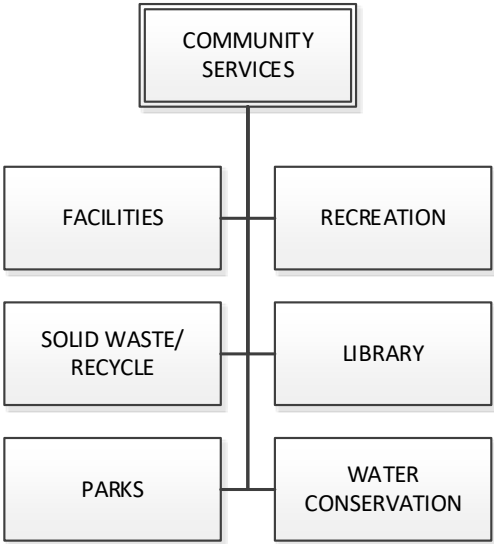 COMMUNITY
SERVICES
FACILITIES
RECREATION
SOLID WASTE/
RECYCLE
LIBRARY
PARKS
WATER
CONSERVATION